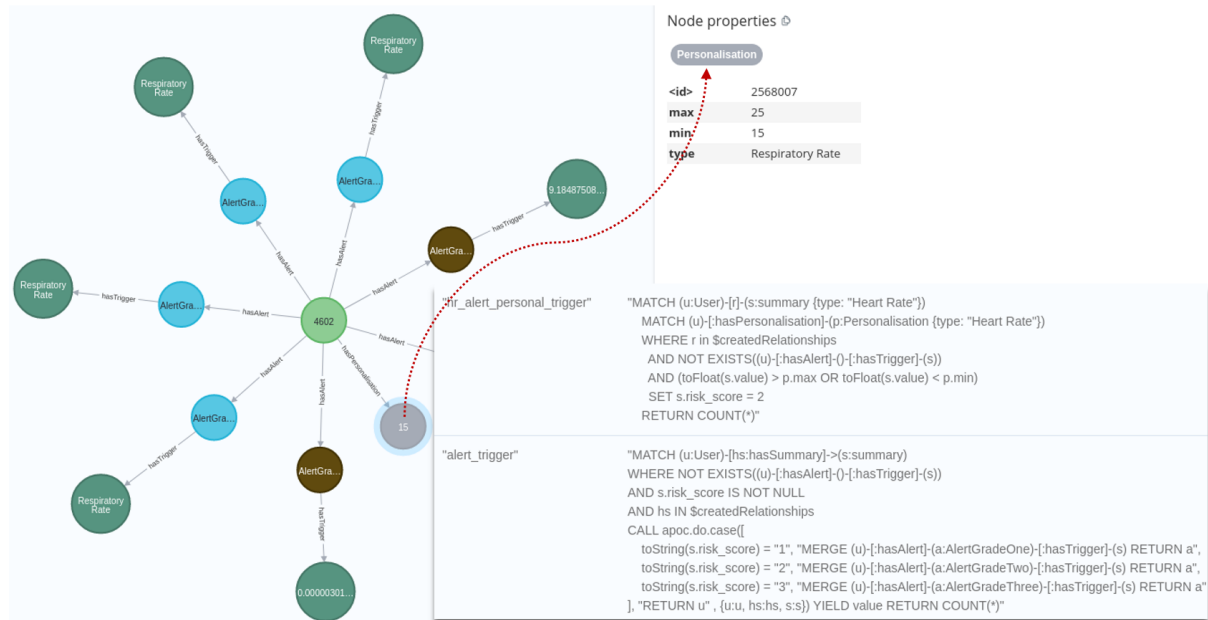 Respiratory
Rate
Respiratory
Rate
hasTrigger
hasTrigger
AlertGra...
AlertGra...
9.18487508...
hasTrigger
AlertGra...
hasAlert
hasAlert
hasAlert
Respiratory
Rate
hasTrigger
AlertGra...
hasAlert
4602
hasAlert
hasPersonalisation
hasAlert
hasAlert
AlertGra...
15
hasTrigger
AlertGra...
Respiratory
Rate
hasTrigger
0.00000301...
Node properties
Personalisation
<id> 2568007
max 25
min 15
type Respiratory Rate
"hr_alert_personal_trigger" "MATCH (u:User)-[r]-(s:summary {type: "Heart Rate"})
MATCH (u)-[:hasPersonalisation]-(p:Personalisation {type: "Heart Rate"})
WHERE r in $createdRelationships
AND NOT EXISTS((u)-[:hasAlert]-()-[:hasTrigger]-(s))
AND (toFloat(s.value) > p.max OR toFloat(s.value) < p.min)
SET s.risk_score = 2
RETURN COUNT(*)"
"alert_trigger" "MATCH (u:User)-[hs:hasSummary]->(s:summary)
WHERE NOT EXISTS((u)-[:hasAlert]-()-[:hasTrigger]-(s))
AND s.risk_score IS NOT NULL
AND hs IN $createdRelationships
CALL apoc.do.case([
toString(s.risk_score) = "1", "MERGE (u)-[:hasAlert]-(a:AlertGradeOne)-[:hasTrigger]-(s) RETURN a",
toString(s.risk_score) = "2", "MERGE (u)-[:hasAlert]-(a:AlertGradeTwo)-[:hasTrigger]-(s) RETURN a",
toString(s.risk_score) = "3", "MERGE (u)-[:hasAlert]-(a:AlertGradeThree)-[:hasTrigger]-(s) RETURN a"
], "RETURN u" , {u:u, hs:hs, s:s}) YIELD value RETURN COUNT(*)"